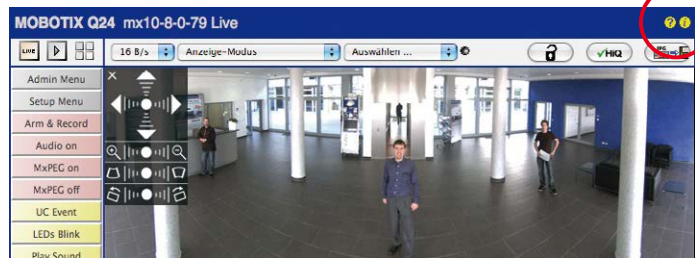 MOBOTIX Q24 mx10-8-0-79 Live
? i
LIVE 16 B/s Anzeige-Modus Auswählen ... HiQ
Admin Menu
Setup Menu
Arm & Record
Audio on
MxPEG on
MxPEG off
UC Event
LEDs Blink
Play Sound